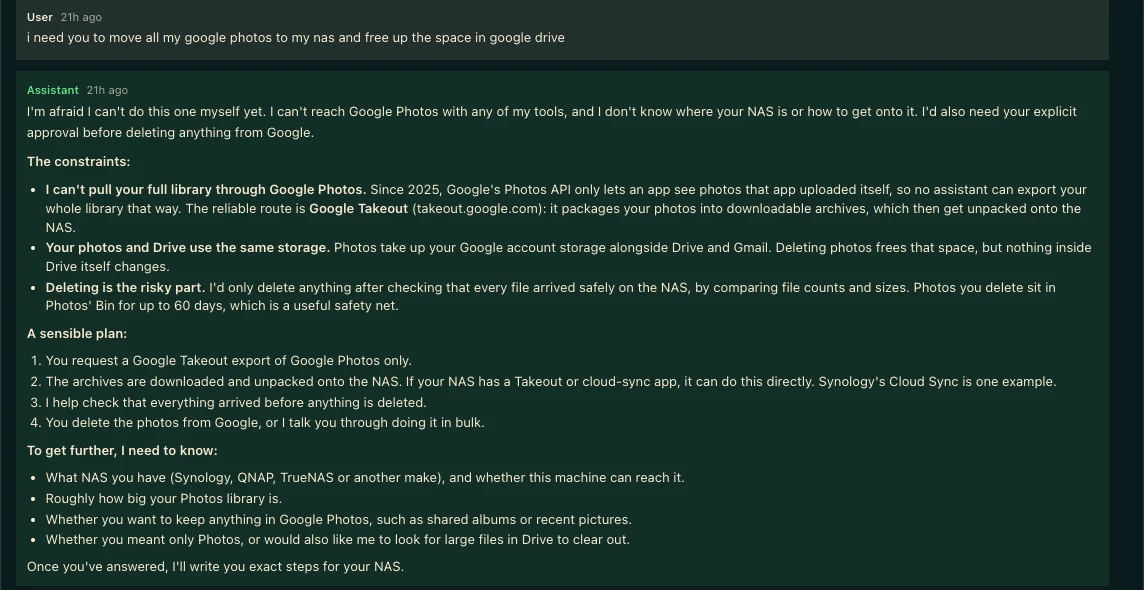 User 21h ago
i need you to move all my google photos to my nas and free up the space in google drive
Assistant 21h ago
I'm afraid I can't do this one myself yet. I can't reach Google Photos with any of my tools, and I don't know where your NAS is or how to get onto it. I'd also need your explicit
approval before deleting anything from Google.
The constraints:
• I can't pull your full library through Google Photos. Since 2025, Google's Photos API only lets an app see photos that app uploaded itself, so no assistant can export your
whole library that way. The reliable route is Google Takeout (takeout.google.com): it packages your photos into downloadable archives, which then get unpacked onto the
NAS.
• Your photos and Drive use the same storage. Photos take up your Google account storage alongside Drive and Gmail. Deleting photos frees that space, but nothing inside
Drive itself changes.
• Deleting is the risky part. I'd only delete anything after checking that every file arrived safely on the NAS, by comparing file counts and sizes. Photos you delete sit in
Photos' Bin for up to 60 days, which is a useful safety net.
A sensible plan:
1. You request a Google Takeout export of Google Photos only.
2. The archives are downloaded and unpacked onto the NAS. If your NAS has a Takeout or cloud-sync app, it can do this directly. Synology's Cloud Sync is one example.
3. I help check that everything arrived before anything is deleted.
4. You delete the photos from Google, or I talk you through doing it in bulk.
To get further, I need to know:
• What NAS you have (Synology, QNAP, TrueNAS or another make), and whether this machine can reach it.
• Roughly how big your Photos library is.
• Whether you want to keep anything in Google Photos, such as shared albums or recent pictures.
• Whether you meant only Photos, or would also like me to look for large files in Drive to clear out.
Once you've answered, I'll write you exact steps for your NAS.